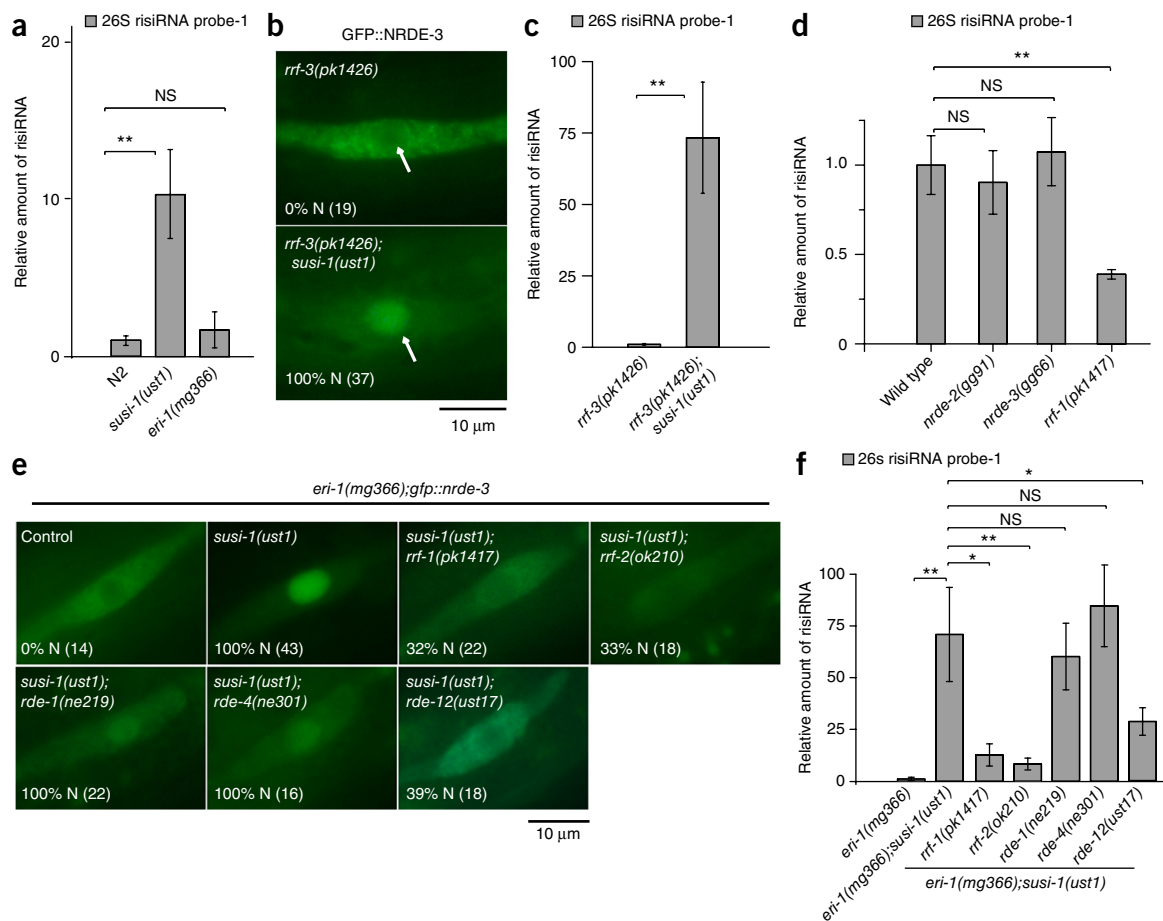 a
26S risiRNA probe-1
Relative amount of risiRNA
20
10
0
NS
**
N2
susi-1(ust1)
eri-1(mg366)
b
GFP::NRDE-3
rrf-3(pk1426)
0% N (19)
rrf-3(pk1426);
susi-1(ust1)
100% N (37)
10 μm
c
26S risiRNA probe-1
Relative amount of risiRNA
100
75
50
25
0
**
rrf-3(pk1426)
rrf-3(pk1426);
susi-1(ust1)
d
26S risiRNA probe-1
Relative amount of risiRNA
1.0
0.5
0
**
NS
NS
Wild type
nrde-2(gg91)
nrde-3(gg66)
rrf-1(pk1417)
e
eri-1(mg366);gfp::nrde-3
Control
0% N (14)
susi-1(ust1)
100% N (43)
susi-1(ust1);
rrf-1(pk1417)
32% N (22)
susi-1(ust1);
rrf-2(ok210)
33% N (18)
susi-1(ust1);
rde-1(ne219)
100% N (22)
susi-1(ust1);
rde-4(ne301)
100% N (16)
susi-1(ust1);
rde-12(ust17)
39% N (18)
10 μm
f
26s risiRNA probe-1
Relative amount of risiRNA
100
75
50
25
0
*
NS
NS
**
*
**
eri-1(mg366)
eri-1(mg366);susi-1(ust1)
rrf-1(pk1417)
rrf-2(ok210)
rde-1(ne219)
rde-4(ne301)
rde-12(ust17)
eri-1(mg366);susi-1(ust1)